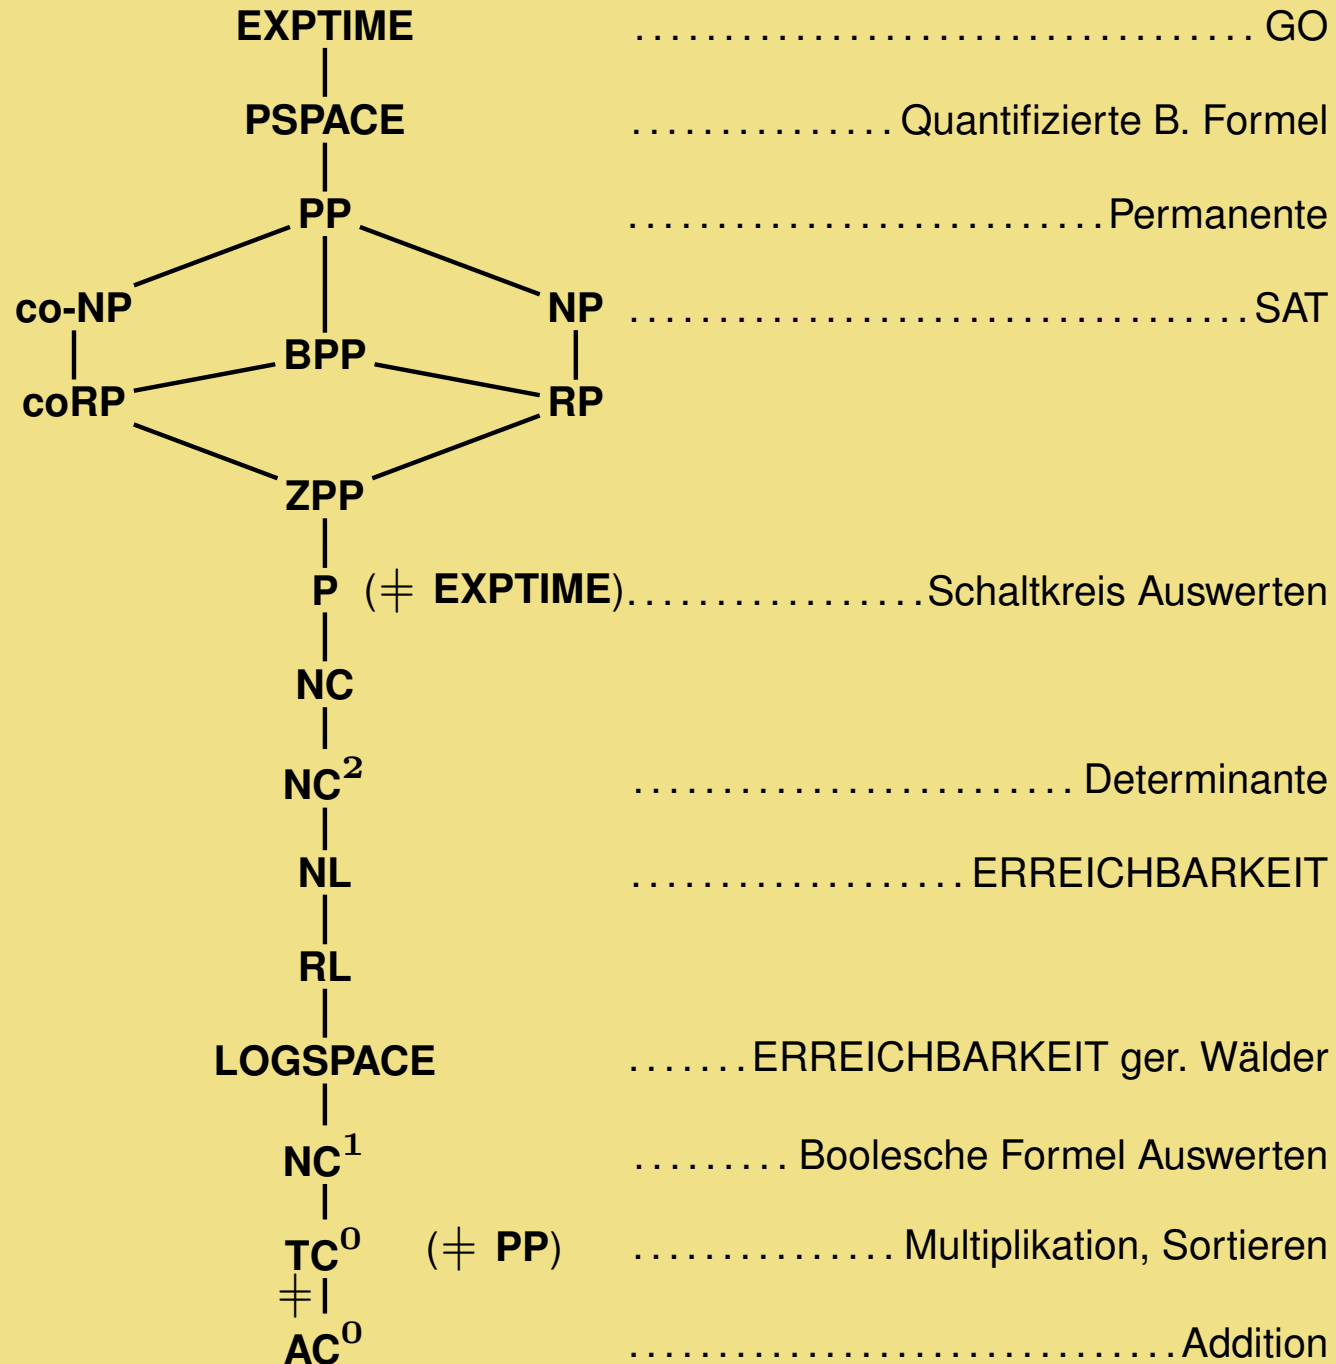 EXPTIME ................................... GO
PSPACE ............... Quantifizierte B. Formel
PP ........................... Permanente
co-NP NP ................................... SAT
BPP
coRP RP
ZPP
P (≠ EXPTIME)................. Schaltkreis Auswerten
NC
NC² ......................... Determinante
NL ................... ERREICHBARKEIT
RL
LOGSPACE ....... ERREICHBARKEIT ger. Wälder
NC¹ ......... Boolesche Formel Auswerten
TC⁰ (≠ PP) ............... Multiplikation, Sortieren
≠
AC⁰ ............................... Addition